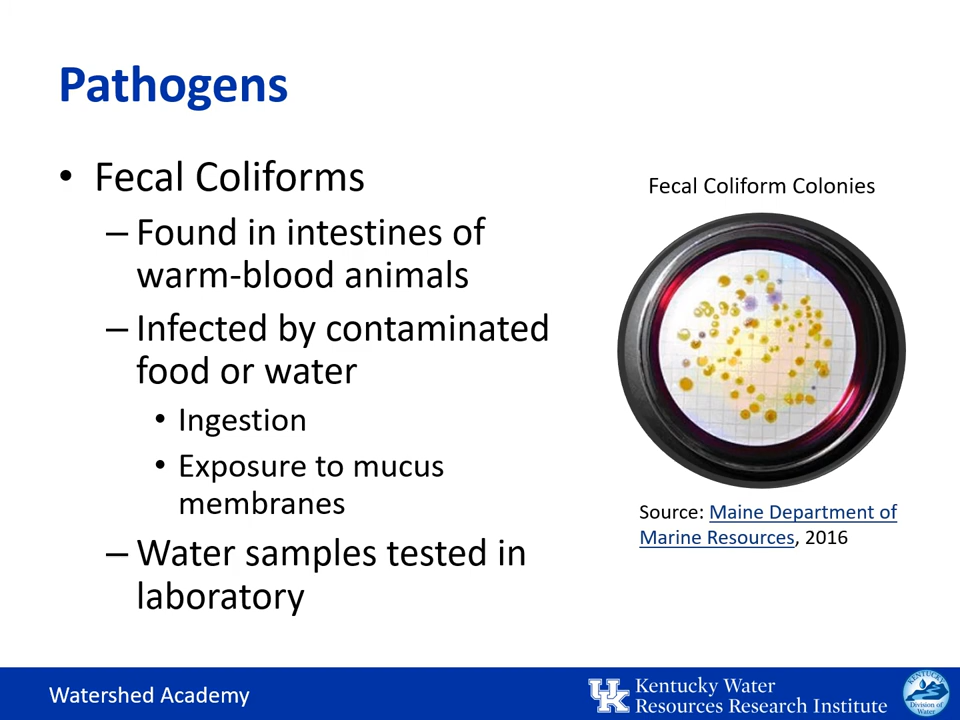 Pathogens
• Fecal Coliforms
– Found in intestines of
warm-blood animals
– Infected by contaminated
food or water
• Ingestion
• Exposure to mucus
membranes
– Water samples tested in
laboratory
Fecal Coliform Colonies
Source: Maine Department of
Marine Resources, 2016
Watershed Academy
UK
Kentucky Water
Resources Research Institute
KENTUCKY
Division of
Water